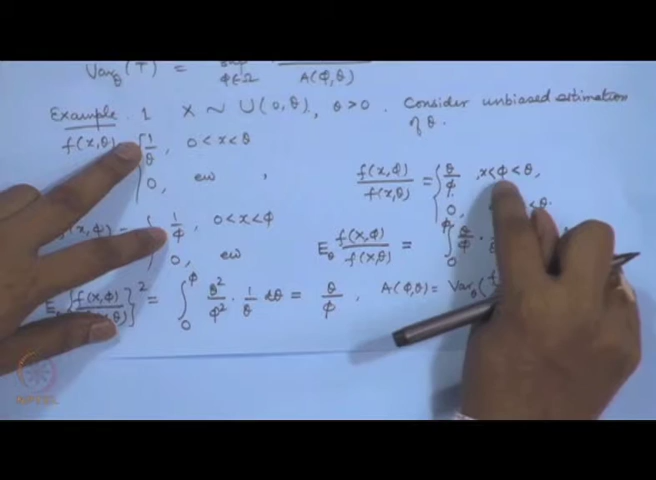 Var_θ(T) = Sup_{φ∈Ω} / A(φ,θ)
Example. 1 X ~ U(0,θ), θ>0. Consider unbiased estimation of θ.
f(x,θ) = { 1/θ, 0<x<θ
0, ew ,
f(x,φ)/f(x,θ) = { θ/φ, x<φ<θ,
0, <θ.
(x,φ) = { 1/φ, 0<x<φ
0, ew
E_θ f(x,φ)/f(x,θ) = ∫_0^φ θ/φ ·
E {f(x,φ)/ }² = ∫_0^φ θ²/φ² · 1/θ dθ = θ/φ , A(φ,θ) = Var_θ(
NPTEL